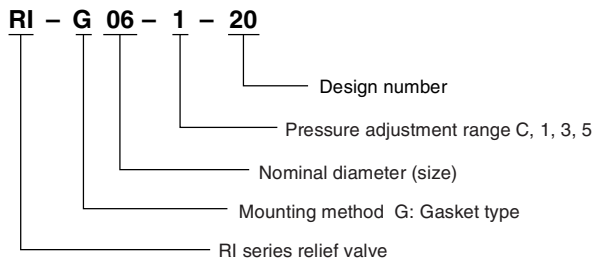 RI – G 06 – 1 – 20
Design number
Pressure adjustment range C, 1, 3, 5
Nominal diameter (size)
Mounting method G: Gasket type
RI series relief valve